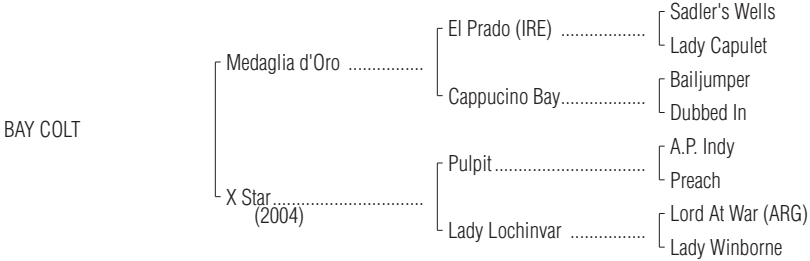 Sadler's Wells
El Prado (IRE) ..................
Lady Capulet
Medaglia d'Oro ................
Bailjumper
Cappucino Bay..................
Dubbed In
BAY COLT
A.P. Indy
Pulpit................................
Preach
X Star................................
(2004)
Lord At War (ARG)
Lady Lochinvar ................
Lady Winborne